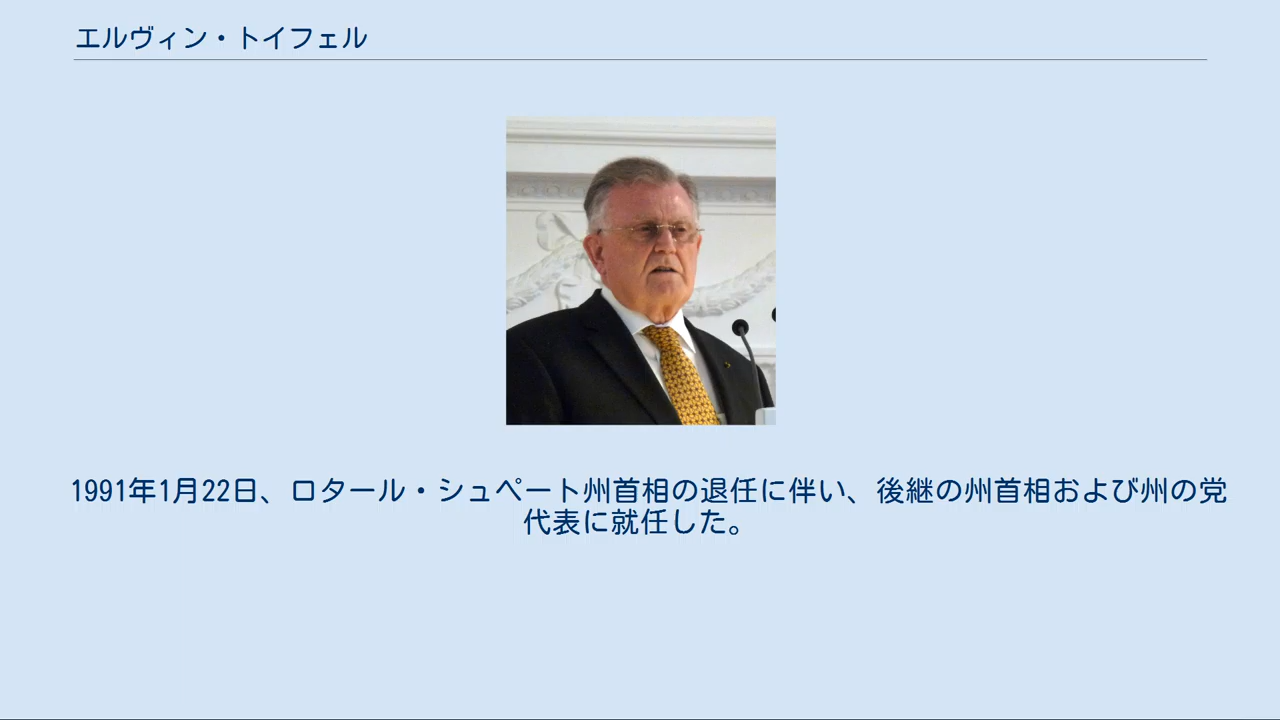 エルヴィン・トイフェル
1991年1月22日、ロタール・シュペート州首相の退任に伴い、後継の州首相および州の党
代表に就任した。